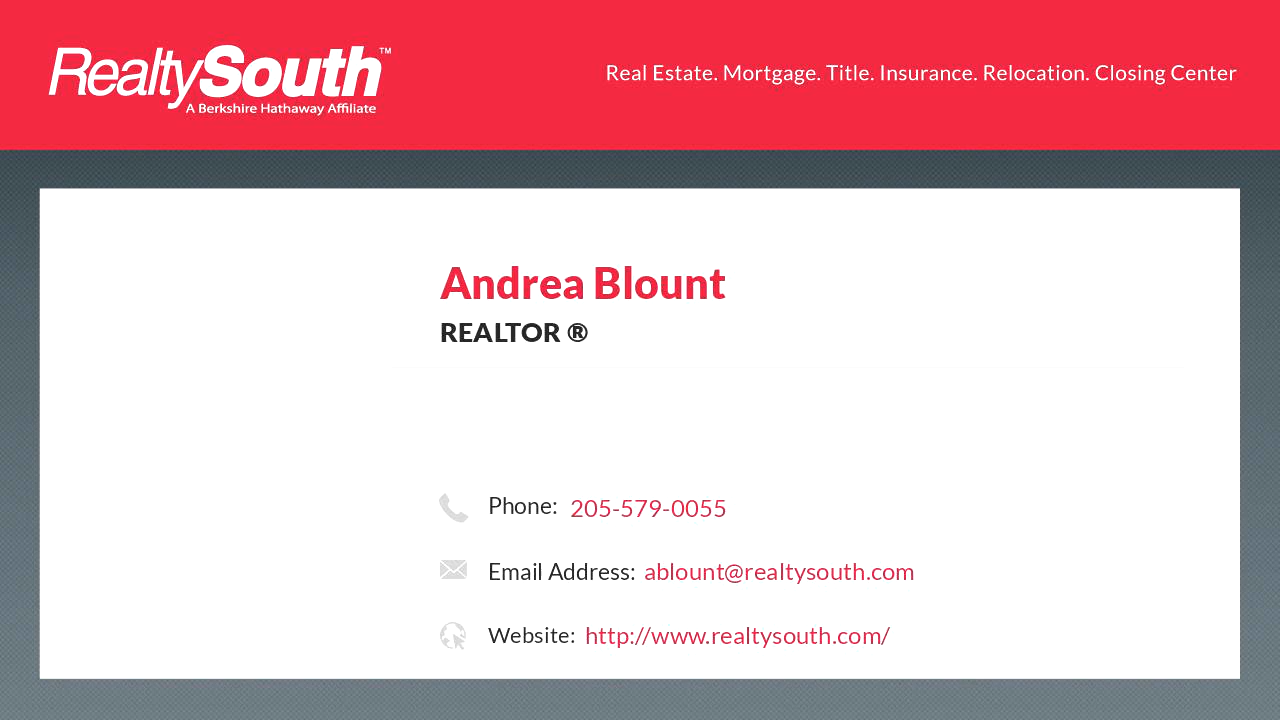 RealtySouth™
A Berkshire Hathaway Affiliate
Real Estate. Mortgage. Title. Insurance. Relocation. Closing Center
Andrea Blount
REALTOR ®
Phone: 205-579-0055
Email Address: ablount@realtysouth.com
Website: http://www.realtysouth.com/